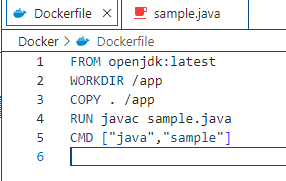 Dockerfile X sample.java
Docker > Dockerfile
1 FROM openjdk:latest
2 WORKDIR /app
3 COPY . /app
4 RUN javac sample.java
5 CMD ["java","sample"]
6